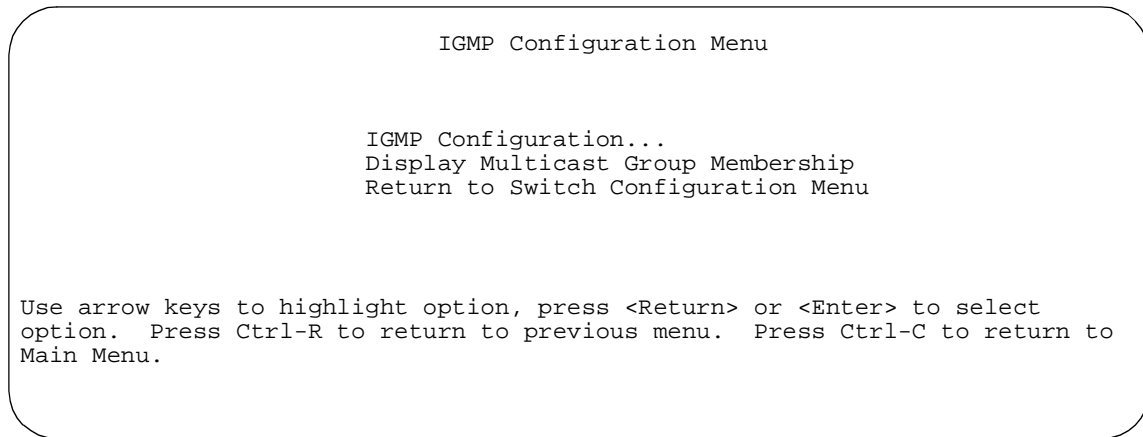 IGMP Configuration Menu
IGMP Configuration...
Display Multicast Group Membership
Return to Switch Configuration Menu
Use arrow keys to highlight option, press <Return> or <Enter> to select
option.  Press Ctrl-R to return to previous menu.  Press Ctrl-C to return to
Main Menu.